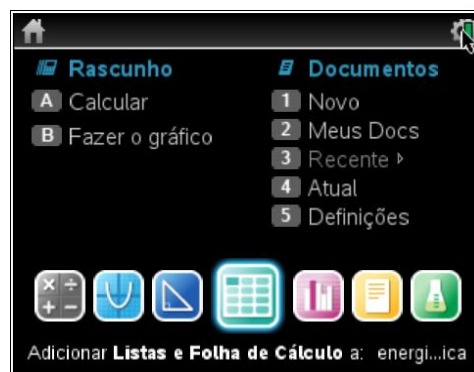 Rascunho
A Calcular
B Fazer o gráfico
Documentos
1 Novo
2 Meus Docs
3 Recente
4 Atual
5 Definições
Adicionar Listas e Folha de Cálculo a: energi...ica